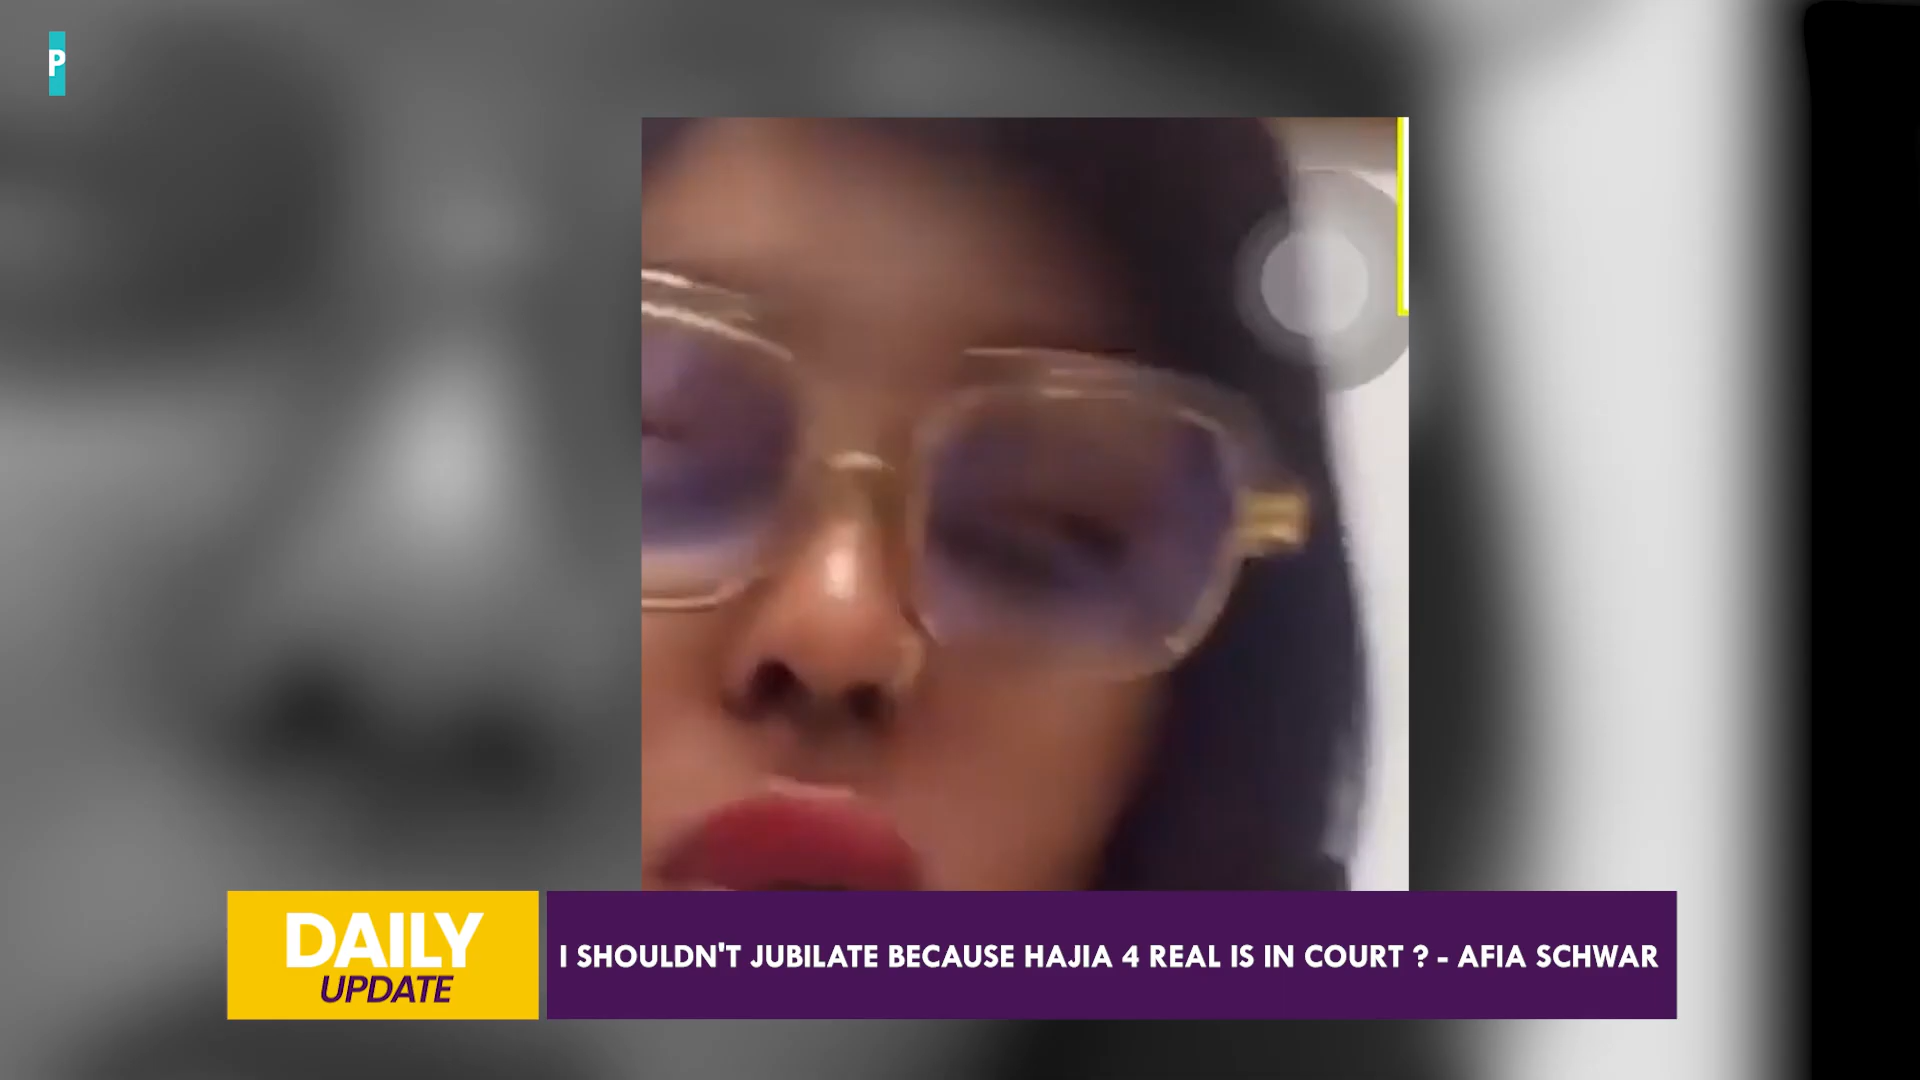 P
DAILY
UPDATE
I SHOULDN'T JUBILATE BECAUSE HAJIA 4 REAL IS IN COURT ? - AFIA SCHWAR